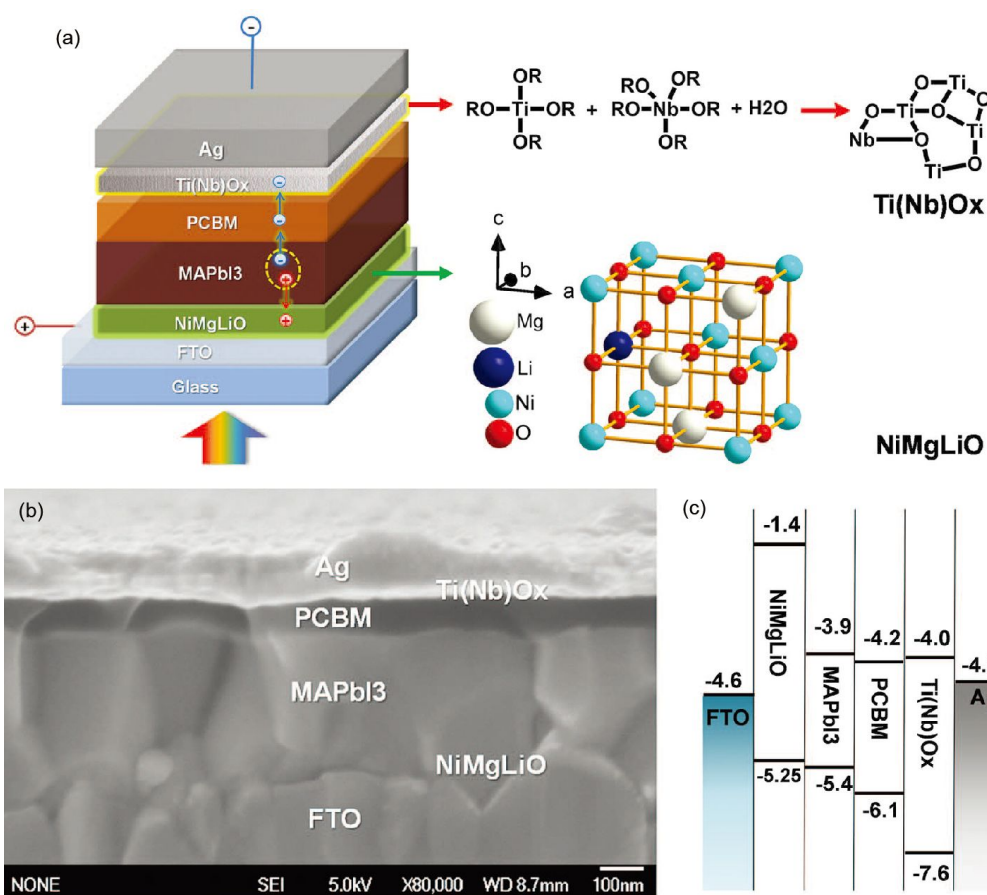 (a)
-
Ag
Ti(Nb)Ox
PCBM
MAPbI3
NiMgLiO
FTO
Glass
+
-
-
-
+
+
OR
RO-Ti-OR
OR
+
OR
RO OR
RO-Nb-OR
OR
+ H2O
O Ti
O-Ti-O O
Nb O Ti
Ti O
Ti(Nb)Ox
c
b
a
Mg
Li
Ni
O
NiMgLiO
(b)
Ag
Ti(Nb)Ox
PCBM
MAPbI3
NiMgLiO
FTO
NONE SEI 5.0kV X80,000 WD 8.7mm 100nm
(c)
-1.4
NiMgLiO
-5.25
-3.9
MAPbI3
-5.4
-4.2
PCBM
-6.1
-4.0
Ti(Nb)Ox
-7.6
-4.6
FTO
-4.
A